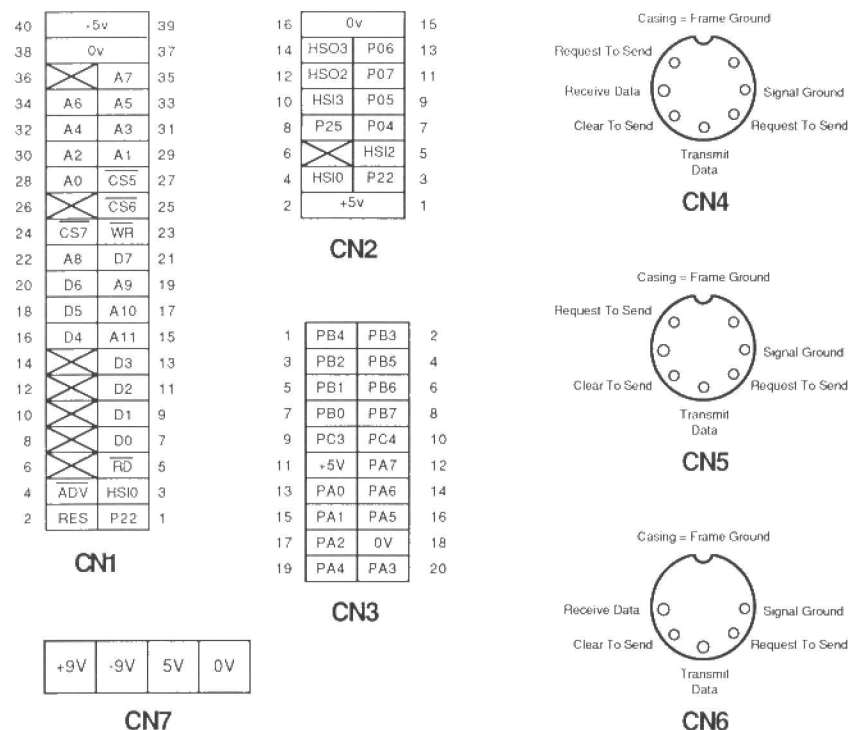 40 +5v 39
38 0v 37
36 A7 35
34 A6 A5 33
32 A4 A3 31
30 A2 A1 29
28 A0 CS5 27
26 CS6 25
24 CS7 WR 23
22 A8 D7 21
20 D6 A9 19
18 D5 A10 17
16 D4 A11 15
14 D3 13
12 D2 11
10 D1 9
8 D0 7
6 RD 5
4 ADV HSI0 3
2 RES P22 1
CN1
16 0v 15
14 HSO3 P06 13
12 HSO2 P07 11
10 HSI3 P05 9
8 P25 P04 7
6 HSI2 5
4 HSI0 P22 3
2 +5v 1
CN2
1 PB4 PB3 2
3 PB2 PB5 4
5 PB1 PB6 6
7 PB0 PB7 8
9 PC3 PC4 10
11 +5V PA7 12
13 PA0 PA6 14
15 PA1 PA5 16
17 PA2 0V 18
19 PA4 PA3 20
CN3
Casing = Frame Ground
Request To Send
Receive Data Signal Ground
Clear To Send Request To Send
Transmit
Data
CN4
Casing = Frame Ground
Request To Send
Signal Ground
Clear To Send Request To Send
Transmit
Data
CN5
Casing = Frame Ground
Receive Data Signal Ground
Clear To Send Request To Send
Transmit
Data
CN6
+9V -9V 5V 0V
CN7